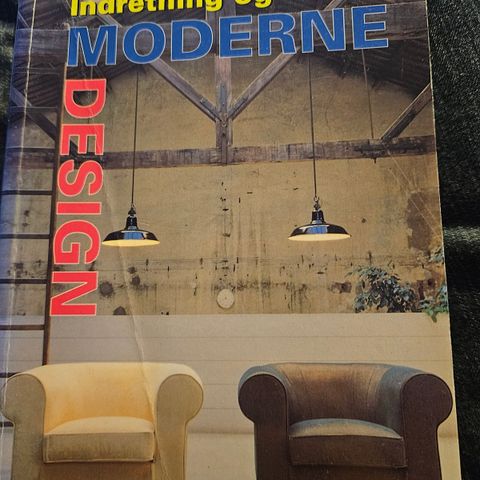 Indretning og
MODERNE
DESIGN